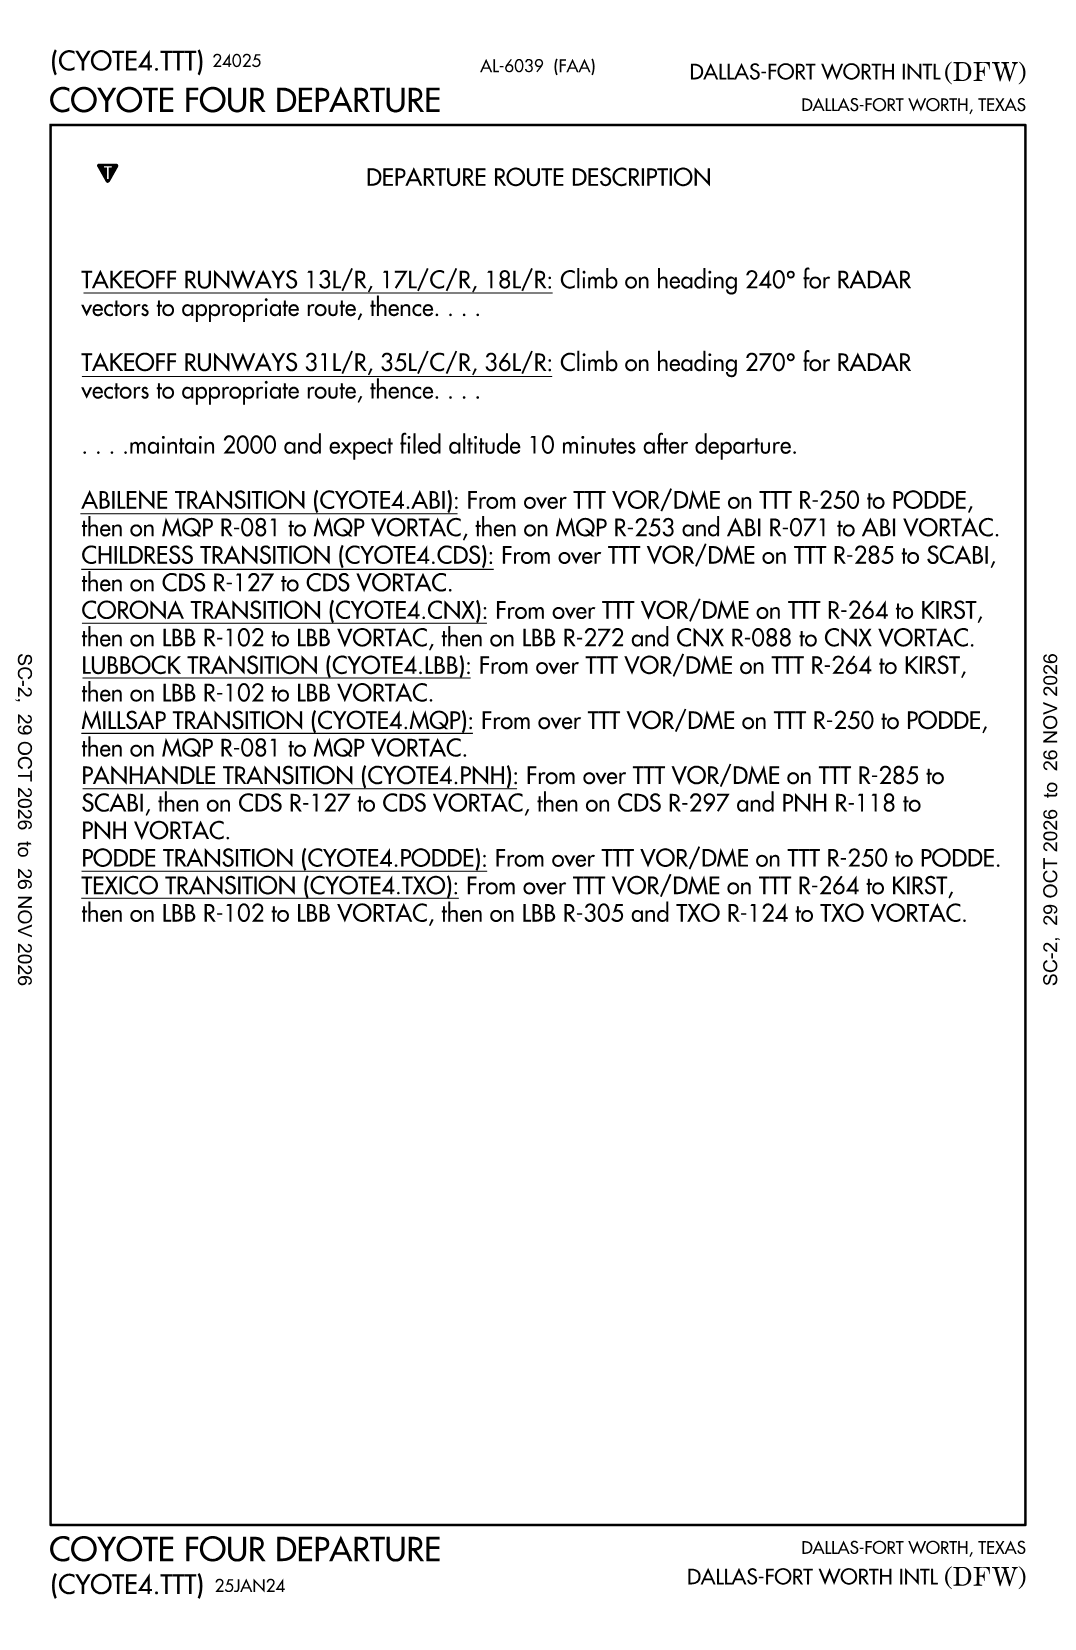 (CYOTE4.TTT) 24025
AL-6039 (FAA)
DALLAS-FORT WORTH INTL (DFW)
COYOTE FOUR DEPARTURE
DALLAS-FORT WORTH, TEXAS
T
DEPARTURE ROUTE DESCRIPTION
TAKEOFF RUNWAYS 13L/R, 17L/C/R, 18L/R: Climb on heading 240° for RADAR
vectors to appropriate route, thence. . . .
TAKEOFF RUNWAYS 31L/R, 35L/C/R, 36L/R: Climb on heading 270° for RADAR
vectors to appropriate route, thence. . . .
. . . .maintain 2000 and expect filed altitude 10 minutes after departure.
ABILENE TRANSITION (CYOTE4.ABI): From over TTT VOR/DME on TTT R-250 to PODDE,
then on MQP R-081 to MQP VORTAC, then on MQP R-253 and ABI R-071 to ABI VORTAC.
CHILDRESS TRANSITION (CYOTE4.CDS): From over TTT VOR/DME on TTT R-285 to SCABI,
then on CDS R-127 to CDS VORTAC.
CORONA TRANSITION (CYOTE4.CNX): From over TTT VOR/DME on TTT R-264 to KIRST,
then on LBB R-102 to LBB VORTAC, then on LBB R-272 and CNX R-088 to CNX VORTAC.
LUBBOCK TRANSITION (CYOTE4.LBB): From over TTT VOR/DME on TTT R-264 to KIRST,
then on LBB R-102 to LBB VORTAC.
MILLSAP TRANSITION (CYOTE4.MQP): From over TTT VOR/DME on TTT R-250 to PODDE,
then on MQP R-081 to MQP VORTAC.
PANHANDLE TRANSITION (CYOTE4.PNH): From over TTT VOR/DME on TTT R-285 to
SCABI, then on CDS R-127 to CDS VORTAC, then on CDS R-297 and PNH R-118 to
PNH VORTAC.
PODDE TRANSITION (CYOTE4.PODDE): From over TTT VOR/DME on TTT R-250 to PODDE.
TEXICO TRANSITION (CYOTE4.TXO): From over TTT VOR/DME on TTT R-264 to KIRST,
then on LBB R-102 to LBB VORTAC, then on LBB R-305 and TXO R-124 to TXO VORTAC.
SC-2, 29 OCT 2026 to 26 NOV 2026
SC-2, 29 OCT 2026 to 26 NOV 2026
COYOTE FOUR DEPARTURE
DALLAS-FORT WORTH, TEXAS
(CYOTE4.TTT) 25JAN24
DALLAS-FORT WORTH INTL (DFW)